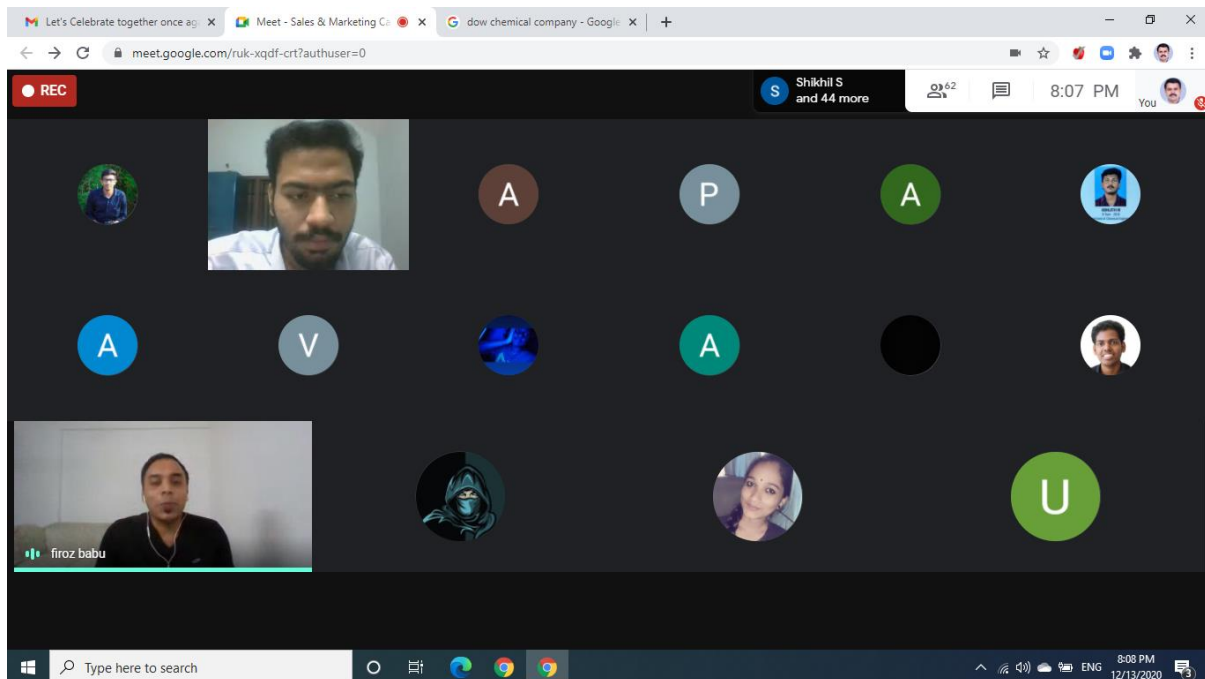 Let's Celebrate together once ag
Meet - Sales & Marketing Ca
dow chemical company - Google
meet.google.com/ruk-xqdf-crt?authuser=0
REC
S
Shikhil S
and 44 more
62
8:07 PM
You
A
P
A
A
V
A
firoz babu
U
Type here to search
ENG
8:08 PM
12/13/2020
3